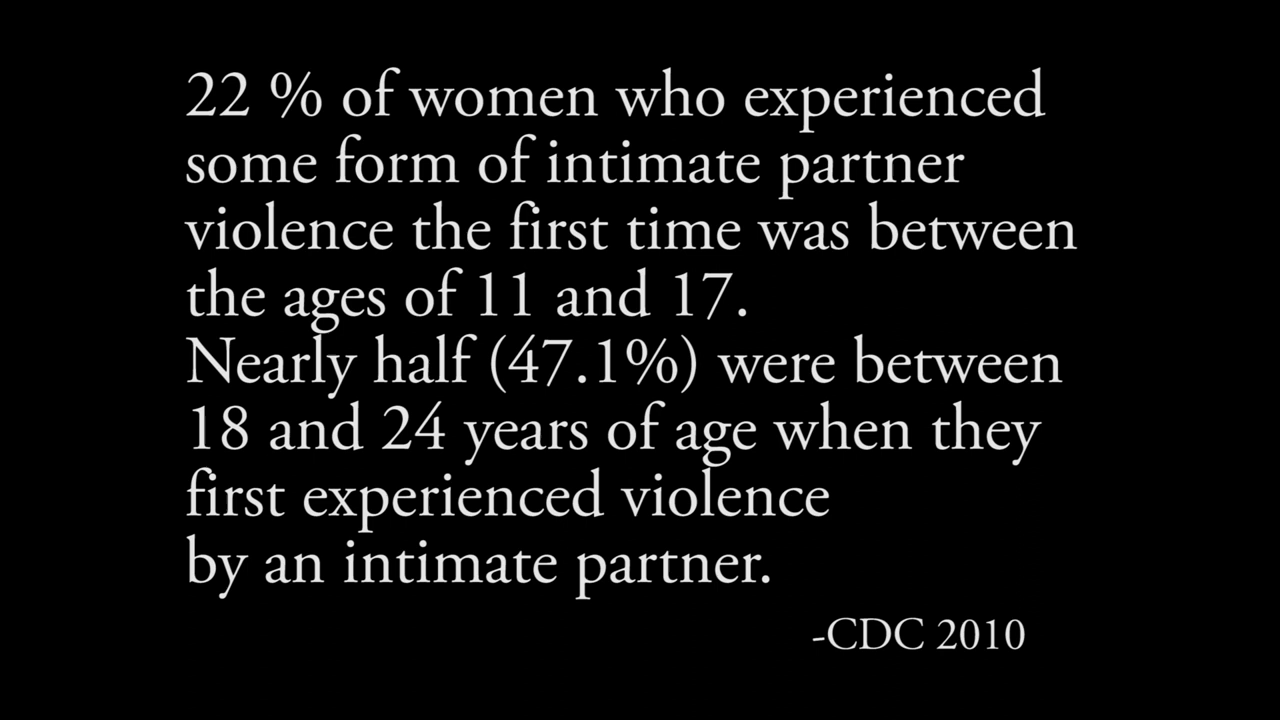 22 % of women who experienced
some form of intimate partner
violence the first time was between
the ages of 11 and 17.
Nearly half (47.1%) were between
18 and 24 years of age when they
first experienced violence
by an intimate partner.
-CDC 2010